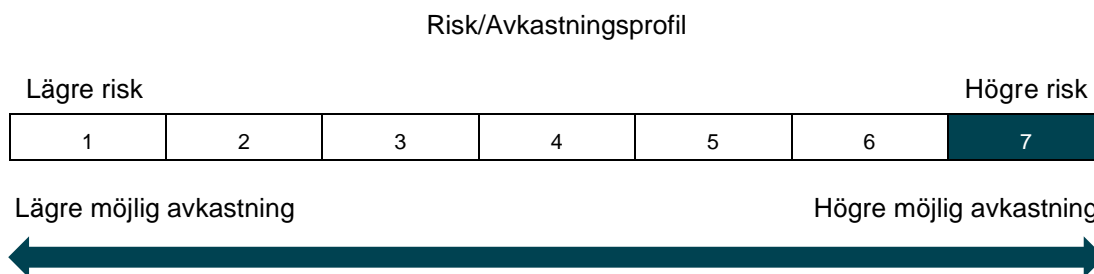 Risk/Avkastningsprofil
Lägre risk Högre risk
1 2 3 4 5 6 7
Lägre möjlig avkastning Högre möjlig avkastning